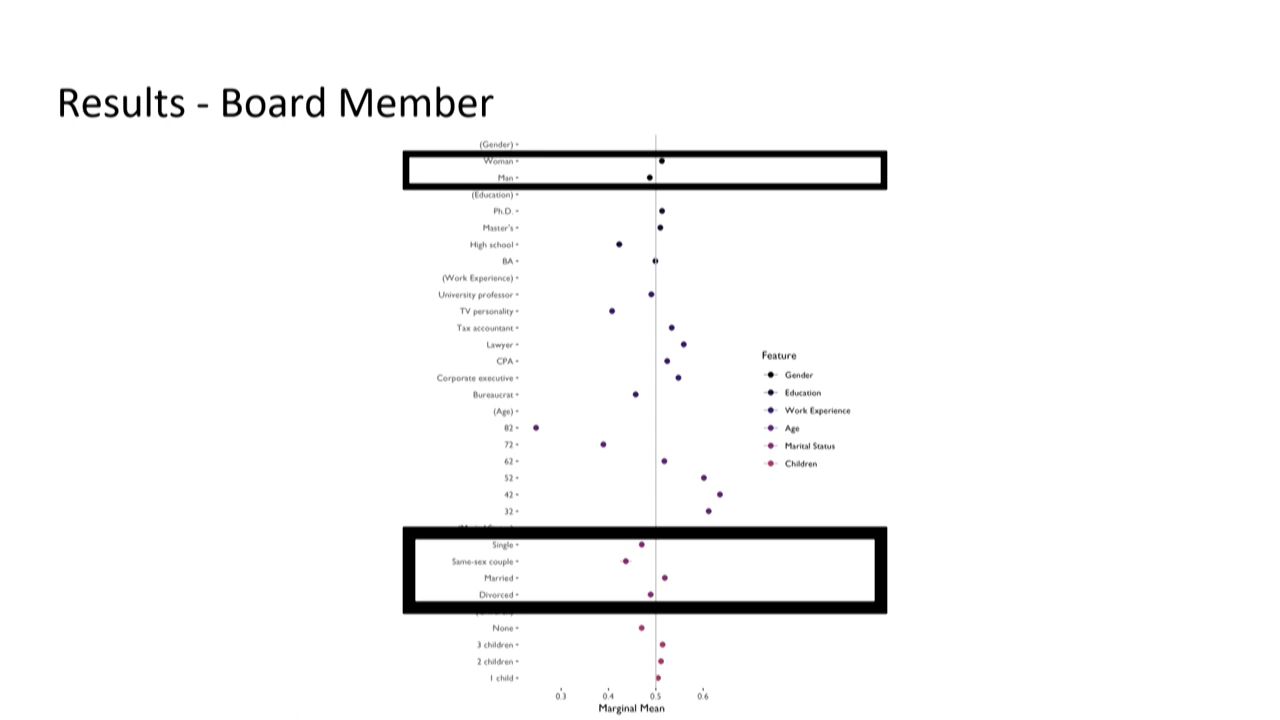 Results - Board Member
(Gender)
Woman
Man
(Education)
Ph.D.
Master's
High school
BA
(Work Experience)
University professor
TV personality
Tax accountant
Lawyer
CPA
Corporate executive
Bureaucrat
(Age)
82
72
62
52
42
32
Single
Same-sex couple
Married
Divorced
None
3 children
2 children
1 child
0.3 0.4 0.5 0.6
Marginal Mean
Feature
Gender
Education
Work Experience
Age
Marital Status
Children